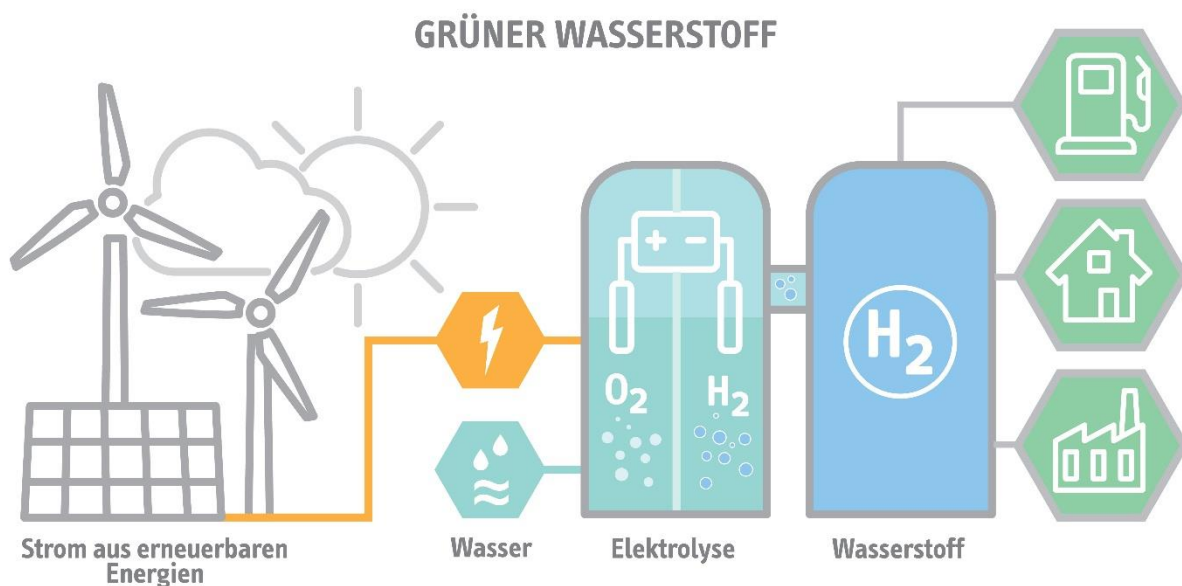 GRÜNER WASSERSTOFF
+ −
O₂
H₂
H₂
Strom aus erneuerbaren
Energien
Wasser
Elektrolyse
Wasserstoff